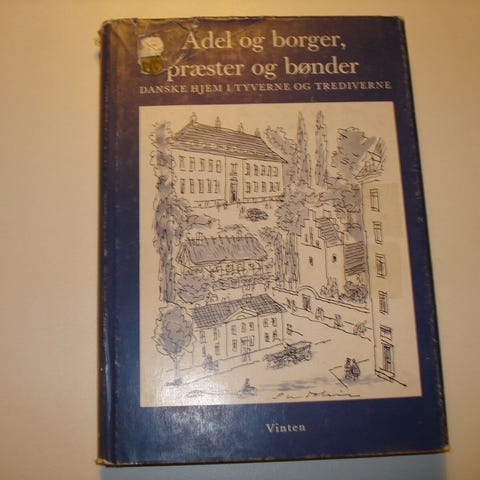 Adel og borger,
præster og bønder
DANSKE HJEM I TYVERNE OG TREDIVERNE
Vinten